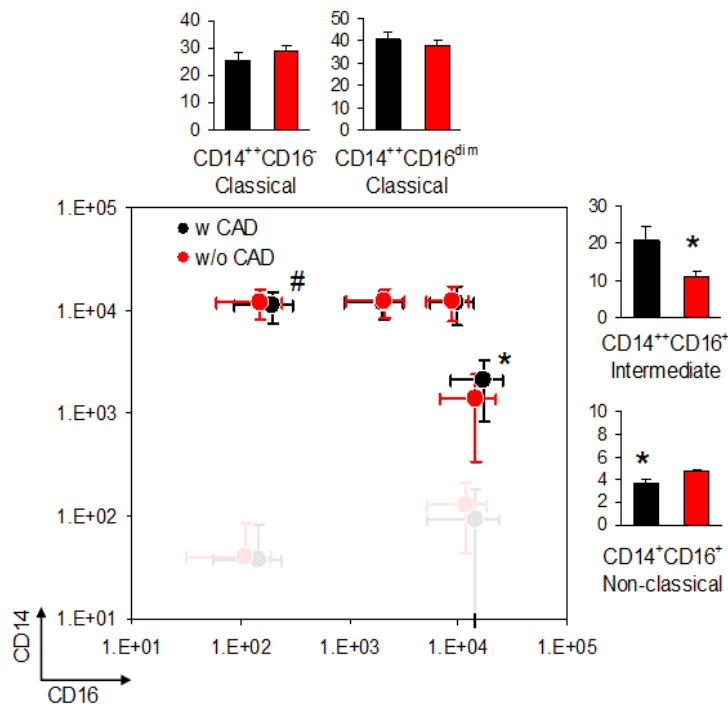 40
30
20
10
0
50
40
30
20
10
0
CD14⁺⁺CD16⁻
Classical
CD14⁺⁺CD16ᵈⁱᵐ
Classical
1.E+05
1.E+04
1.E+03
1.E+02
1.E+01
w CAD
w/o CAD
#
*
1.E+01 1.E+02 1.E+03 1.E+04 1.E+05
CD14
CD16
30
20
10
0
*
CD14⁺⁺CD16⁺
Intermediate
10
8
6
4
2
0
*
CD14⁺CD16⁺
Non-classical